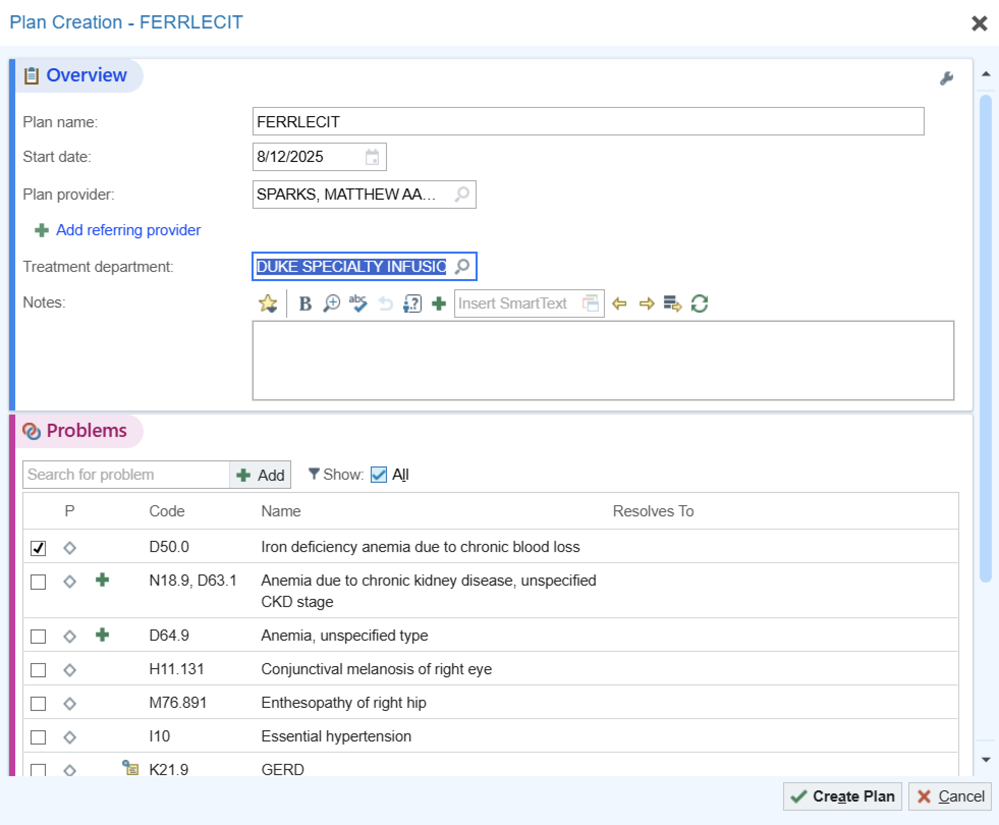 Plan Creation - FERRLECIT
Overview
Plan name:
FERRLECIT
Start date:
8/12/2025
Plan provider:
SPARKS, MATTHEW AA...
Add referring provider
Treatment department:
DUKE SPECIALTY INFUSIO
Notes:
B
abc
Insert SmartText
Problems
Search for problem
Add
Show:
All
P Code Name Resolves To
D50.0 Iron deficiency anemia due to chronic blood loss
N18.9, D63.1 Anemia due to chronic kidney disease, unspecified
CKD stage
D64.9 Anemia, unspecified type
H11.131 Conjunctival melanosis of right eye
M76.891 Enthesopathy of right hip
I10 Essential hypertension
K21.9 GERD
Create Plan
Cancel